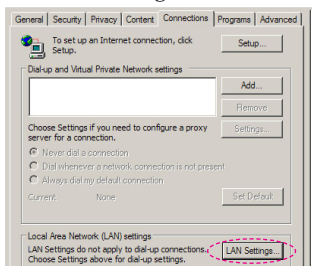 General Security Privacy Content Connections Programs Advanced
To set up an Internet connection, click Setup.
Setup...
Dial-up and Virtual Private Network settings
Add...
Remove
Choose Settings if you need to configure a proxy server for a connection.
Settings...
Never dial a connection
Dial whenever a network connection is not present
Always dial my default connection
Current: None
Set Default
Local Area Network (LAN) settings
LAN Settings do not apply to dial-up connections.
Choose Settings above for dial-up settings.
LAN Settings...